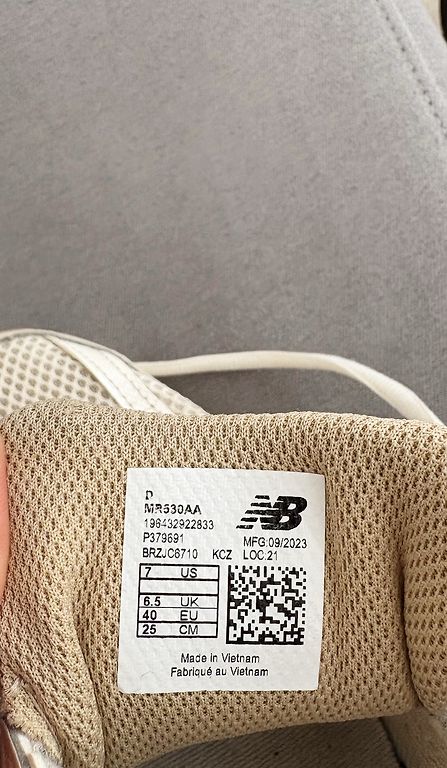 D
MR530AA
196432922833
P379691
BRZJC6710 KCZ
NB
MFG:09/2023
LOC:21
7 US
6.5 UK
40 EU
25 CM
Made in Vietnam
Fabriqué au Vietnam